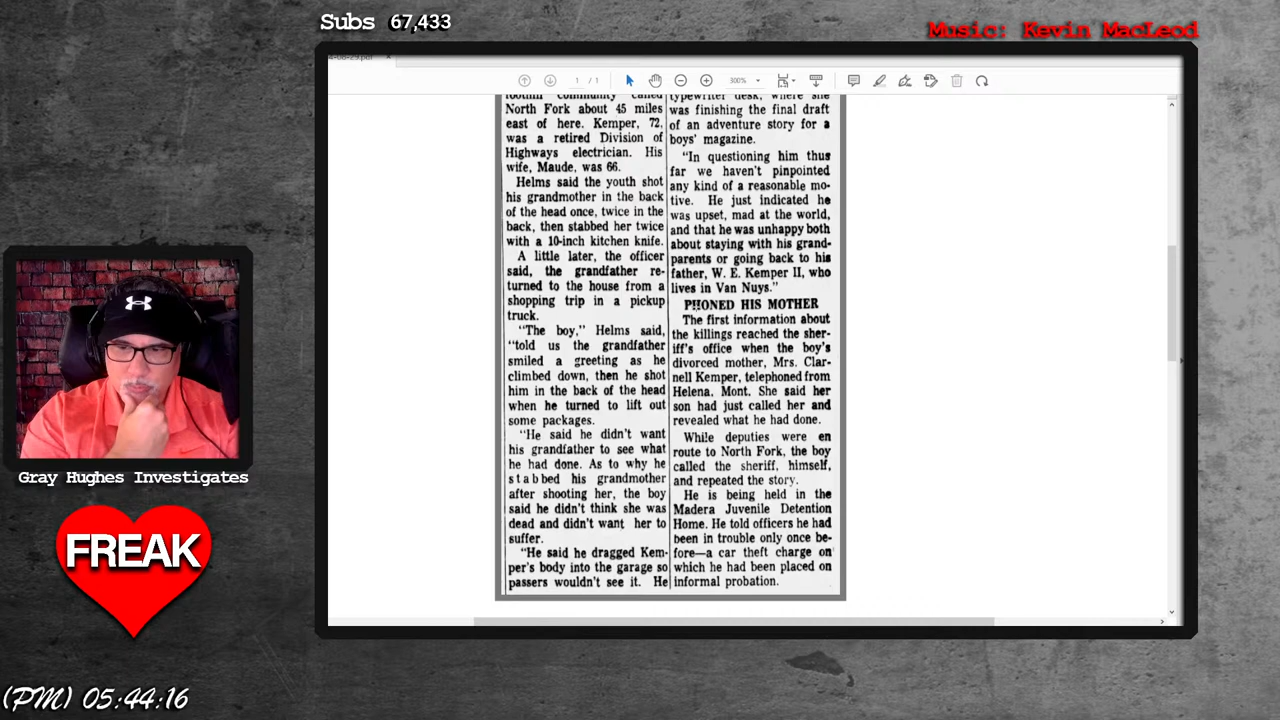 Subs 67,433
Music: Kevin MacLeod
1 / 1
300%
North Fork about 45 miles
east of here. Kemper, 72,
was a retired Division of
Highways electrician. His
wife, Maude, was 66.
Helms said the youth shot
his grandmother in the back
of the head once, twice in the
back, then stabbed her twice
with a 10-inch kitchen knife.
A little later, the officer
said, the grandfather re-
turned to the house from a
shopping trip in a pickup
truck.
"The boy," Helms said,
"told us the grandfather
smiled a greeting as he
climbed down, then he shot
him in the back of the head
when he turned to lift out
some packages.
"He said he didn't want
his grandfather to see what
he had done. As to why he
stabbed his grandmother
after shooting her, the boy
said he didn't think she was
dead and didn't want her to
suffer.
"He said he dragged Kem-
per's body into the garage so
passers wouldn't see it. He
typewriter desk, where she
was finishing the final draft
of an adventure story for a
boys' magazine.
"In questioning him thus
far we haven't pinpointed
any kind of a reasonable mo-
tive. He just indicated he
was upset, mad at the world,
and that he was unhappy both
about staying with his grand-
parents or going back to his
father, W. E. Kemper II, who
lives in Van Nuys."
PHONED HIS MOTHER
The first information about
the killings reached the sher-
iff's office when the boy's
divorced mother, Mrs. Clar-
nell Kemper, telephoned from
Helena, Mont. She said her
son had just called her and
revealed what he had done.
While deputies were en
route to North Fork, the boy
called the sheriff, himself,
and repeated the story.
He is being held in the
Madera Juvenile Detention
Home. He told officers he had
been in trouble only once be-
fore—a car theft charge on
which he had been placed on
informal probation.
Gray Hughes Investigates
FREAK
(PM) 05:44:16